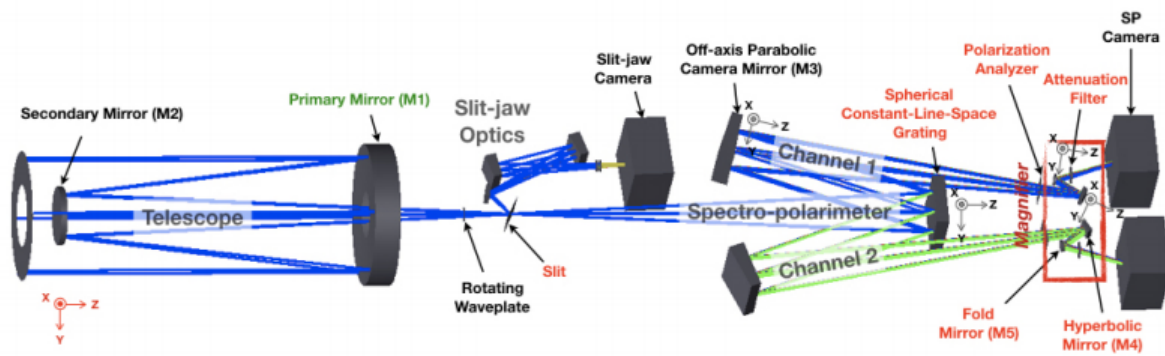 Secondary Mirror (M2)
Primary Mirror (M1)
Telescope
X
Z
Y
Rotating
Waveplate
Slit
Slit-jaw
Optics
Slit-jaw
Camera
Off-axis Parabolic
Camera Mirror (M3)
X
Z
Y
Channel 1
Spectro-polarimeter
Channel 2
Spherical
Constant-Line-Space
Grating
X
Z
Y
Polarization
Analyzer
Attenuation
Filter
SP
Camera
X
Z
Y
Magnifier
X
Y
Z
Fold
Mirror (M5)
Hyperbolic
Mirror (M4)